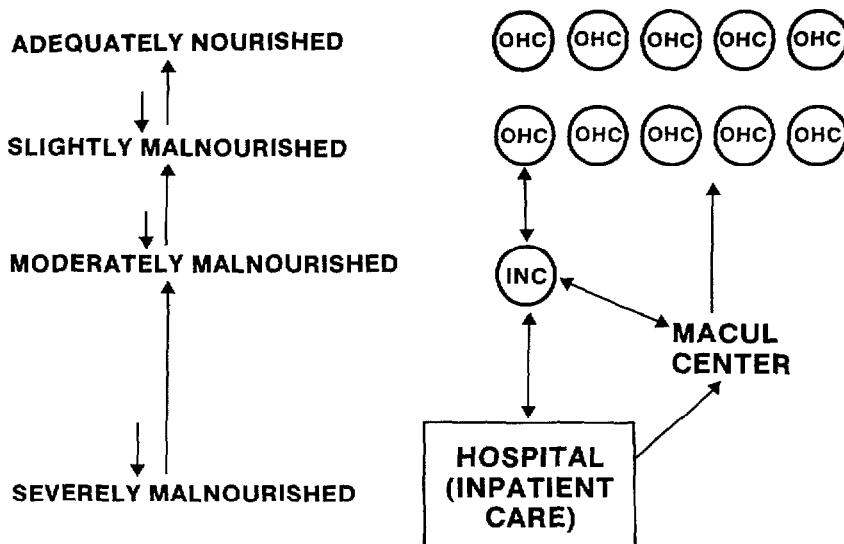 ADEQUATELY NOURISHED
OHC OHC OHC OHC OHC
SLIGHTLY MALNOURISHED
OHC OHC OHC OHC OHC
MODERATELY MALNOURISHED
INC
MACUL
CENTER
HOSPITAL
(INPATIENT
CARE)
SEVERELY MALNOURISHED